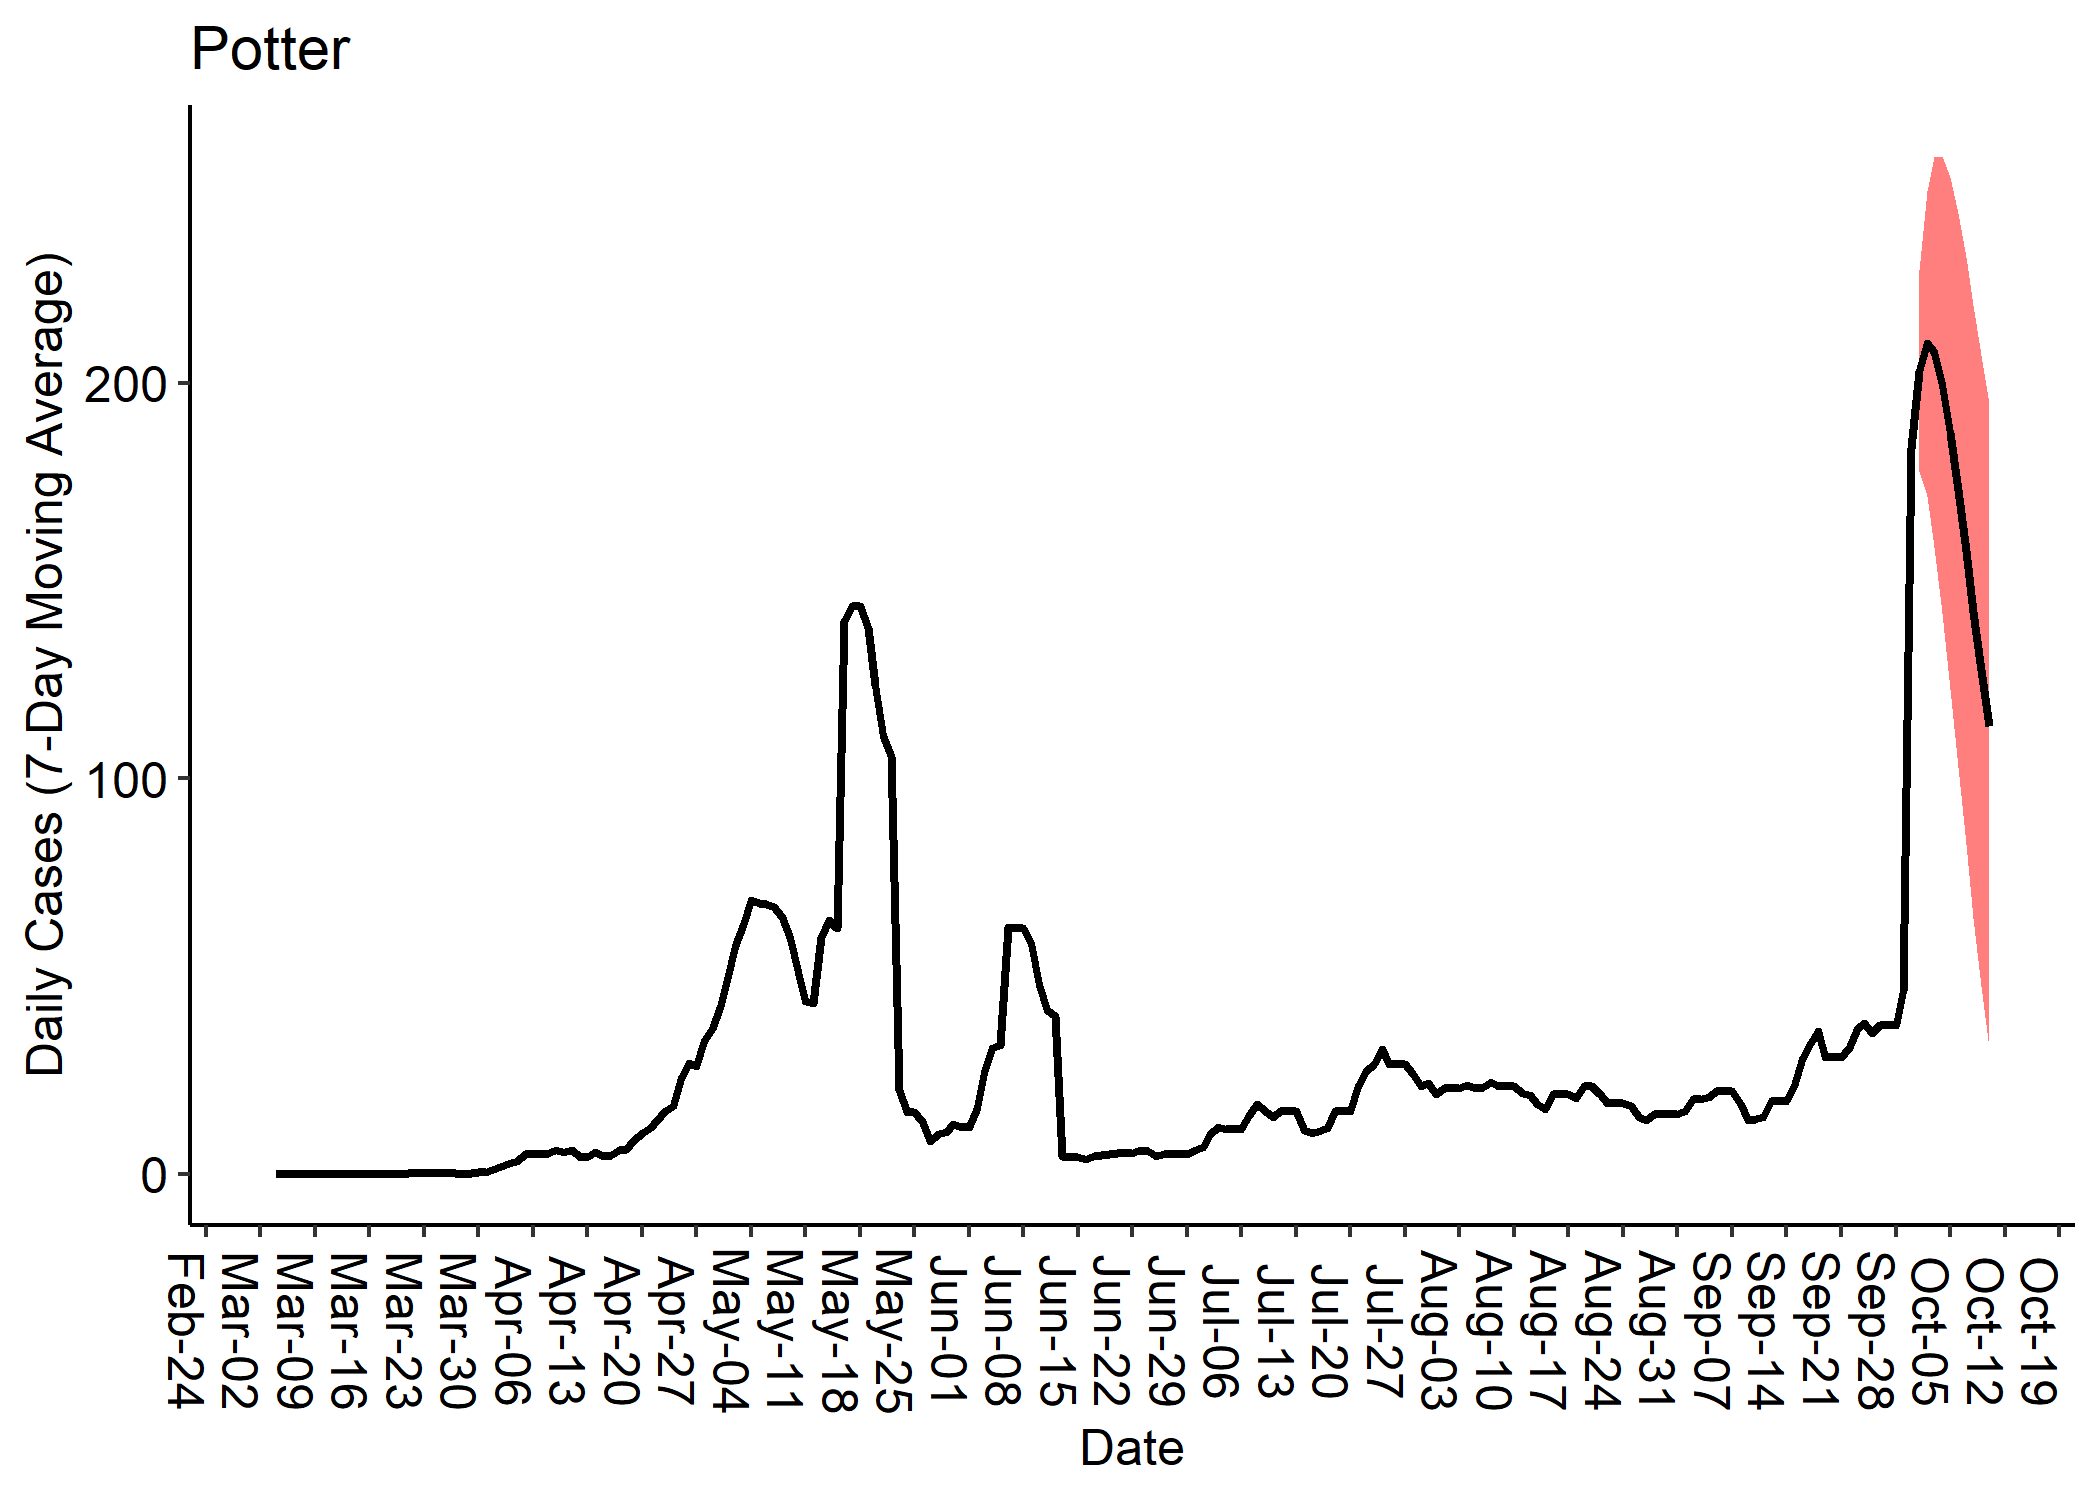 Potter
Daily Cases (7-Day Moving Average)
200
100
0
Feb-24
Mar-02
Mar-09
Mar-16
Mar-23
Mar-30
Apr-06
Apr-13
Apr-20
Apr-27
May-04
May-11
May-18
May-25
Jun-01
Jun-08
Jun-15
Jun-22
Jun-29
Jul-06
Jul-13
Jul-20
Jul-27
Aug-03
Aug-10
Aug-17
Aug-24
Aug-31
Sep-07
Sep-14
Sep-21
Sep-28
Oct-05
Oct-12
Oct-19
Date